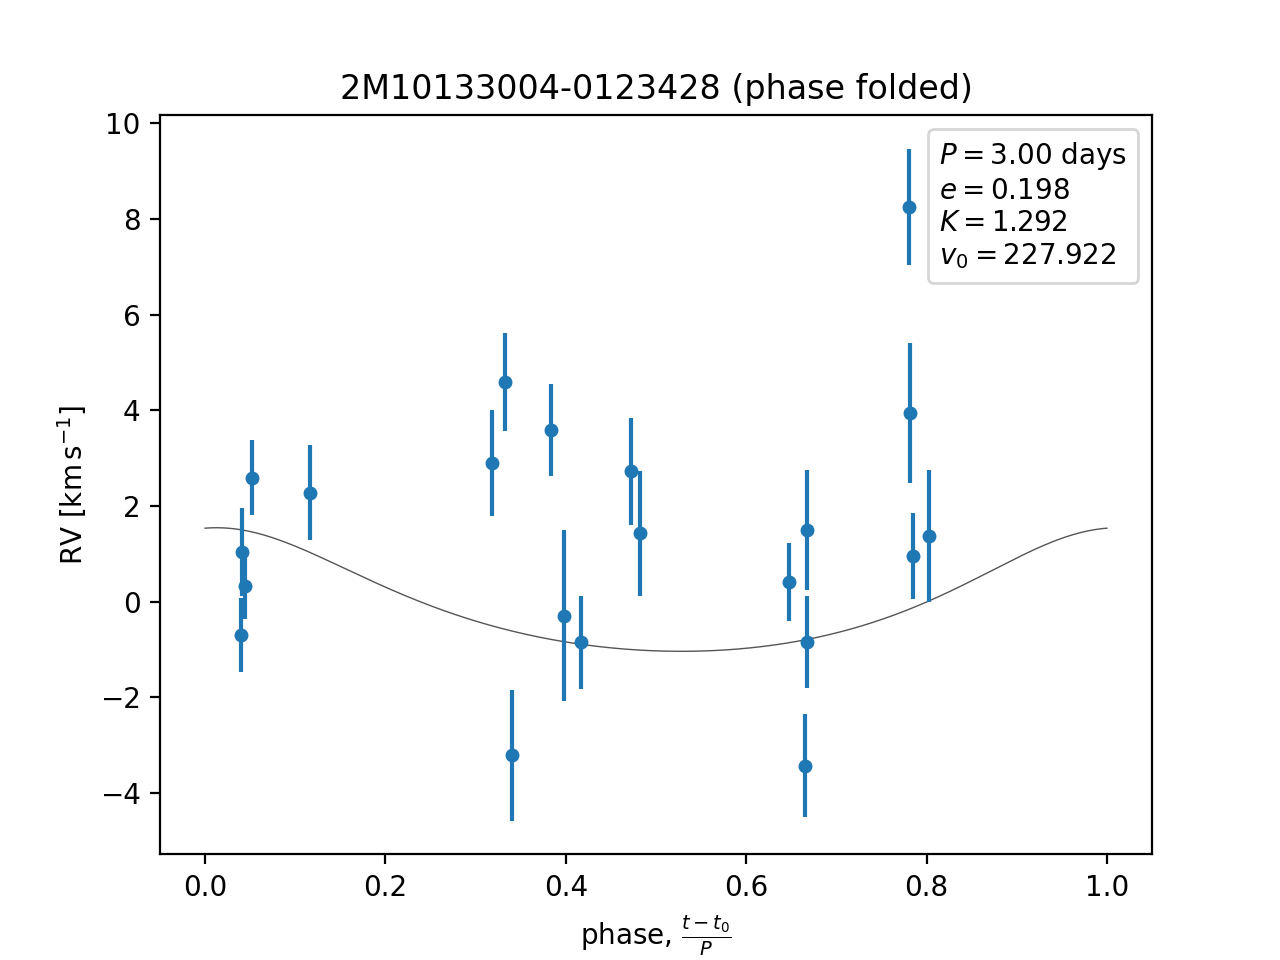 2M10133004-0123428 (phase folded)
P = 3.00 days
e = 0.198
K = 1.292
v₀ = 227.922
10
8
6
4
2
0
−2
−4
RV [km s⁻¹]
0.0 0.2 0.4 0.6 0.8 1.0
phase, (t − t₀)/P